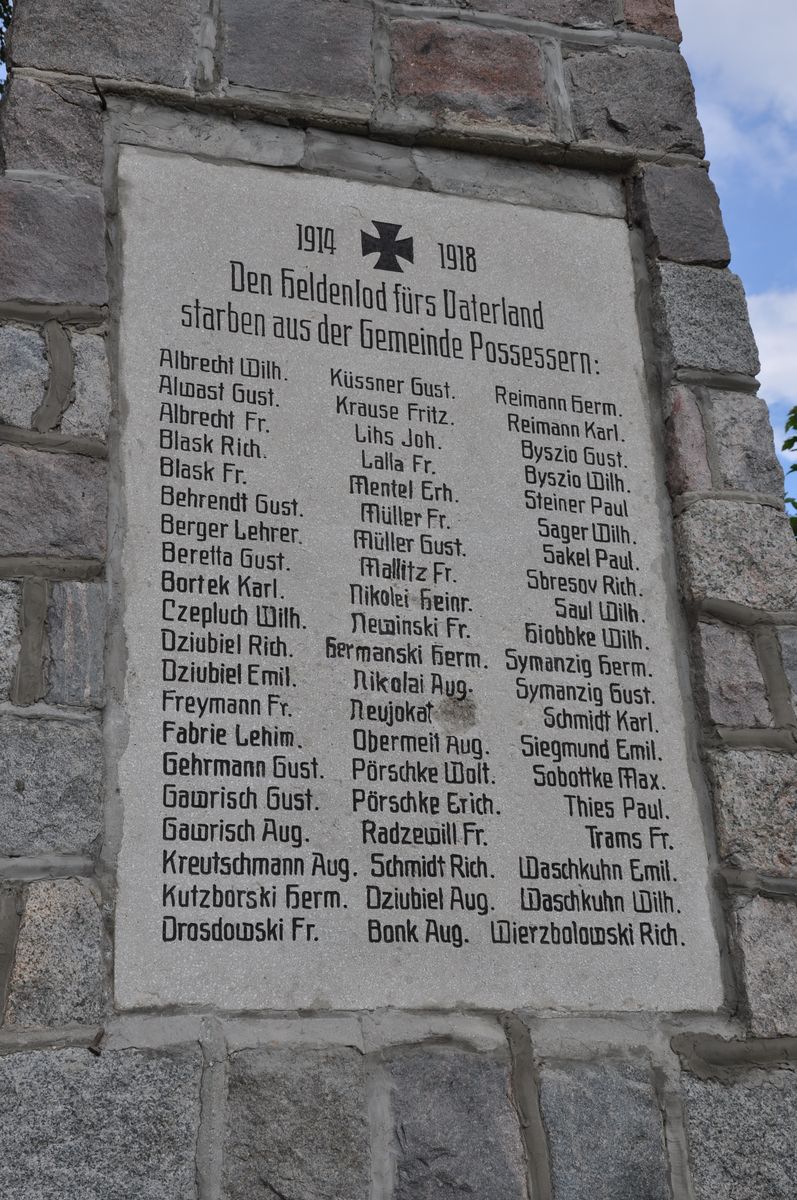 1914 1918
Den Heldenlod fürs Vaterland
starben aus der Gemeinde Possessern:
Albrecht Wilh.
Alwast Gust.
Albrecht Fr.
Blask Rich.
Blask Fr.
Behrendt Gust.
Berger Lehrer.
Beretta Gust.
Bortek Karl.
Czepluch Wilh.
Dziubiel Rich.
Dziubiel Emil.
Freymann Fr.
Fabrie Lehim.
Gehrmann Gust.
Gawrisch Gust.
Gawrisch Aug.
Kreutschmann Aug.
Kutzborski Herm.
Drosdowski Fr.
Küssner Gust.
Krause Fritz.
Lihs Joh.
Lalla Fr.
Mentel Erh.
Müller Fr.
Müller Gust.
Mallitz Fr.
Nikolei Heinr.
Newinski Fr.
Germanski Herm.
Nikolai Aug.
Neujokat
Obermeit Aug.
Pörschke Wolt.
Pörschke Erich.
Radzewill Fr.
Schmidt Rich.
Dziubiel Aug.
Bonk Aug.
Reimann Herm.
Reimann Karl.
Byszio Gust.
Byszio Wilh.
Steiner Paul
Sager Wilh.
Sakel Paul.
Sbresov Rich.
Saul Wilh.
Hiobbke Wilh.
Symanzig Herm.
Symanzig Gust.
Schmidt Karl.
Siegmund Emil.
Sobottke Max.
Thies Paul.
Trams Fr.
Waschkuhn Emil.
Waschkuhn Wilh.
Wierzbolowski Rich.